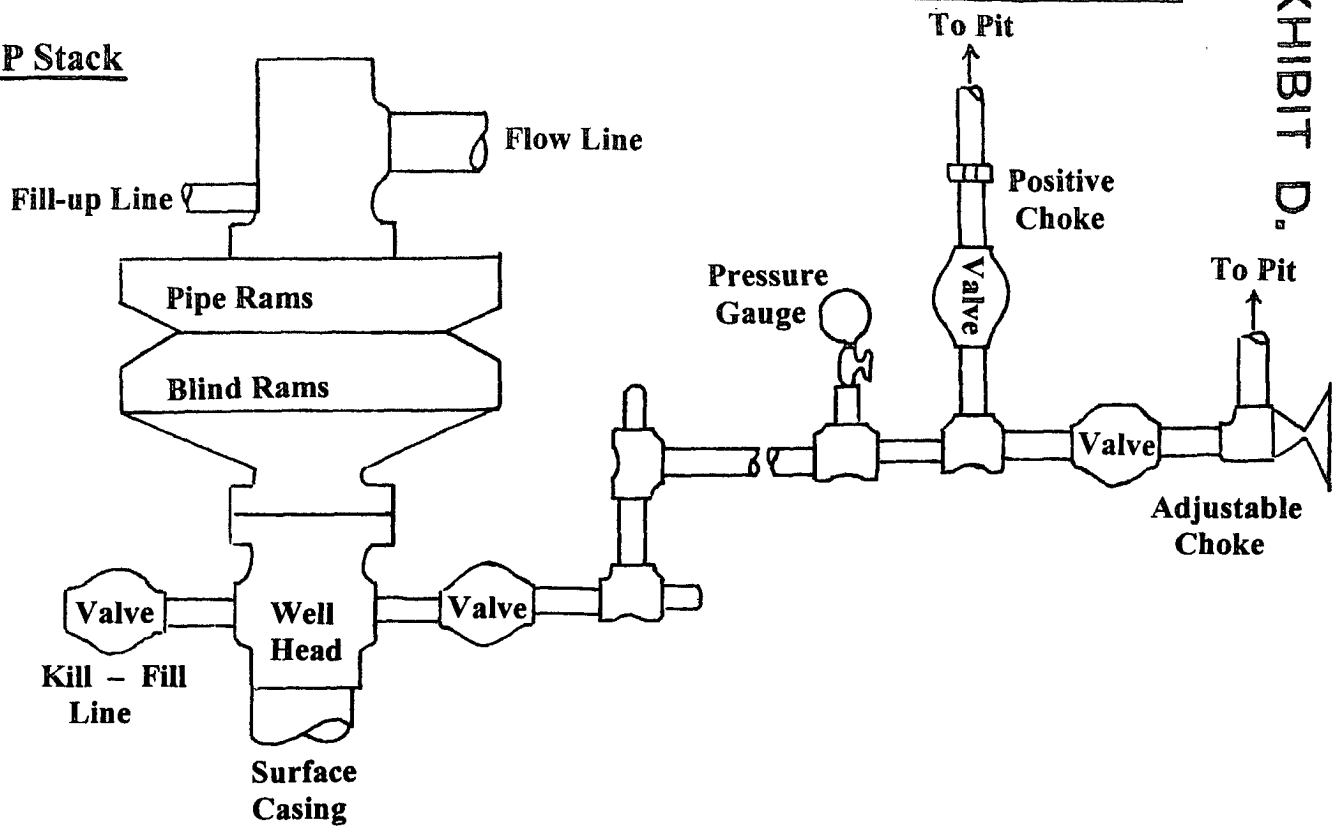 P Stack
To Pit
KHIBIT D.
Flow Line
Fill-up Line
Positive
Choke
Valve
To Pit
Pressure
Gauge
Pipe Rams
Blind Rams
Valve
Adjustable
Choke
Valve
Well
Head
Valve
Kill – Fill
Line
Surface
Casing